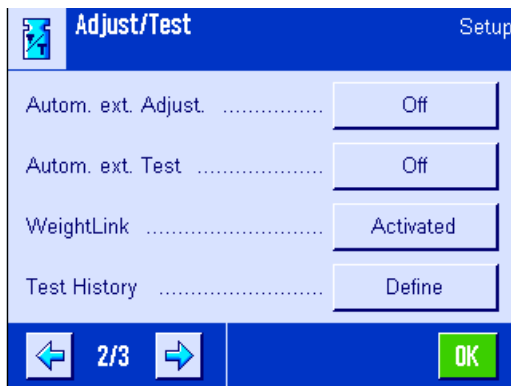 Adjust/Test Setup
Autom. ext. Adjust. ................ Off
Autom. ext. Test .................... Off
WeightLink ............................ Activated
Test History .......................... Define
2/3 OK